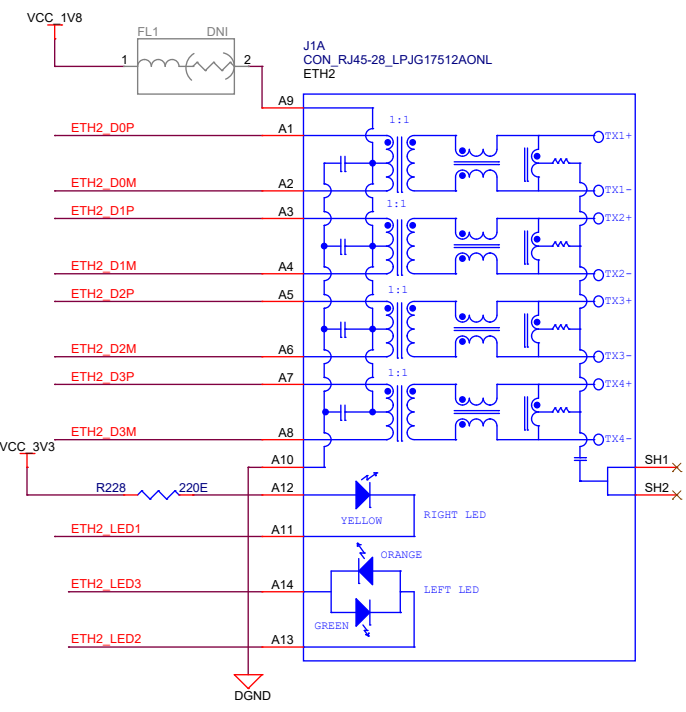 VCC_1V8
FL1 DNI
1 2
J1A
CON_RJ45-28_LPJG17512AONL
ETH2
A9
1:1
ETH2_D0P A1 TX1+
ETH2_D0M A2 TX1-
1:1
ETH2_D1P A3 TX2+
ETH2_D1M A4 TX2-
1:1
ETH2_D2P A5 TX3+
ETH2_D2M A6 TX3-
1:1
ETH2_D3P A7 TX4+
ETH2_D3M A8 TX4-
VCC_3V3
A10 SH1
R228 220E A12 SH2
YELLOW RIGHT LED
ETH2_LED1 A11
ORANGE
ETH2_LED3 A14 LEFT LED
GREEN
ETH2_LED2 A13
DGND